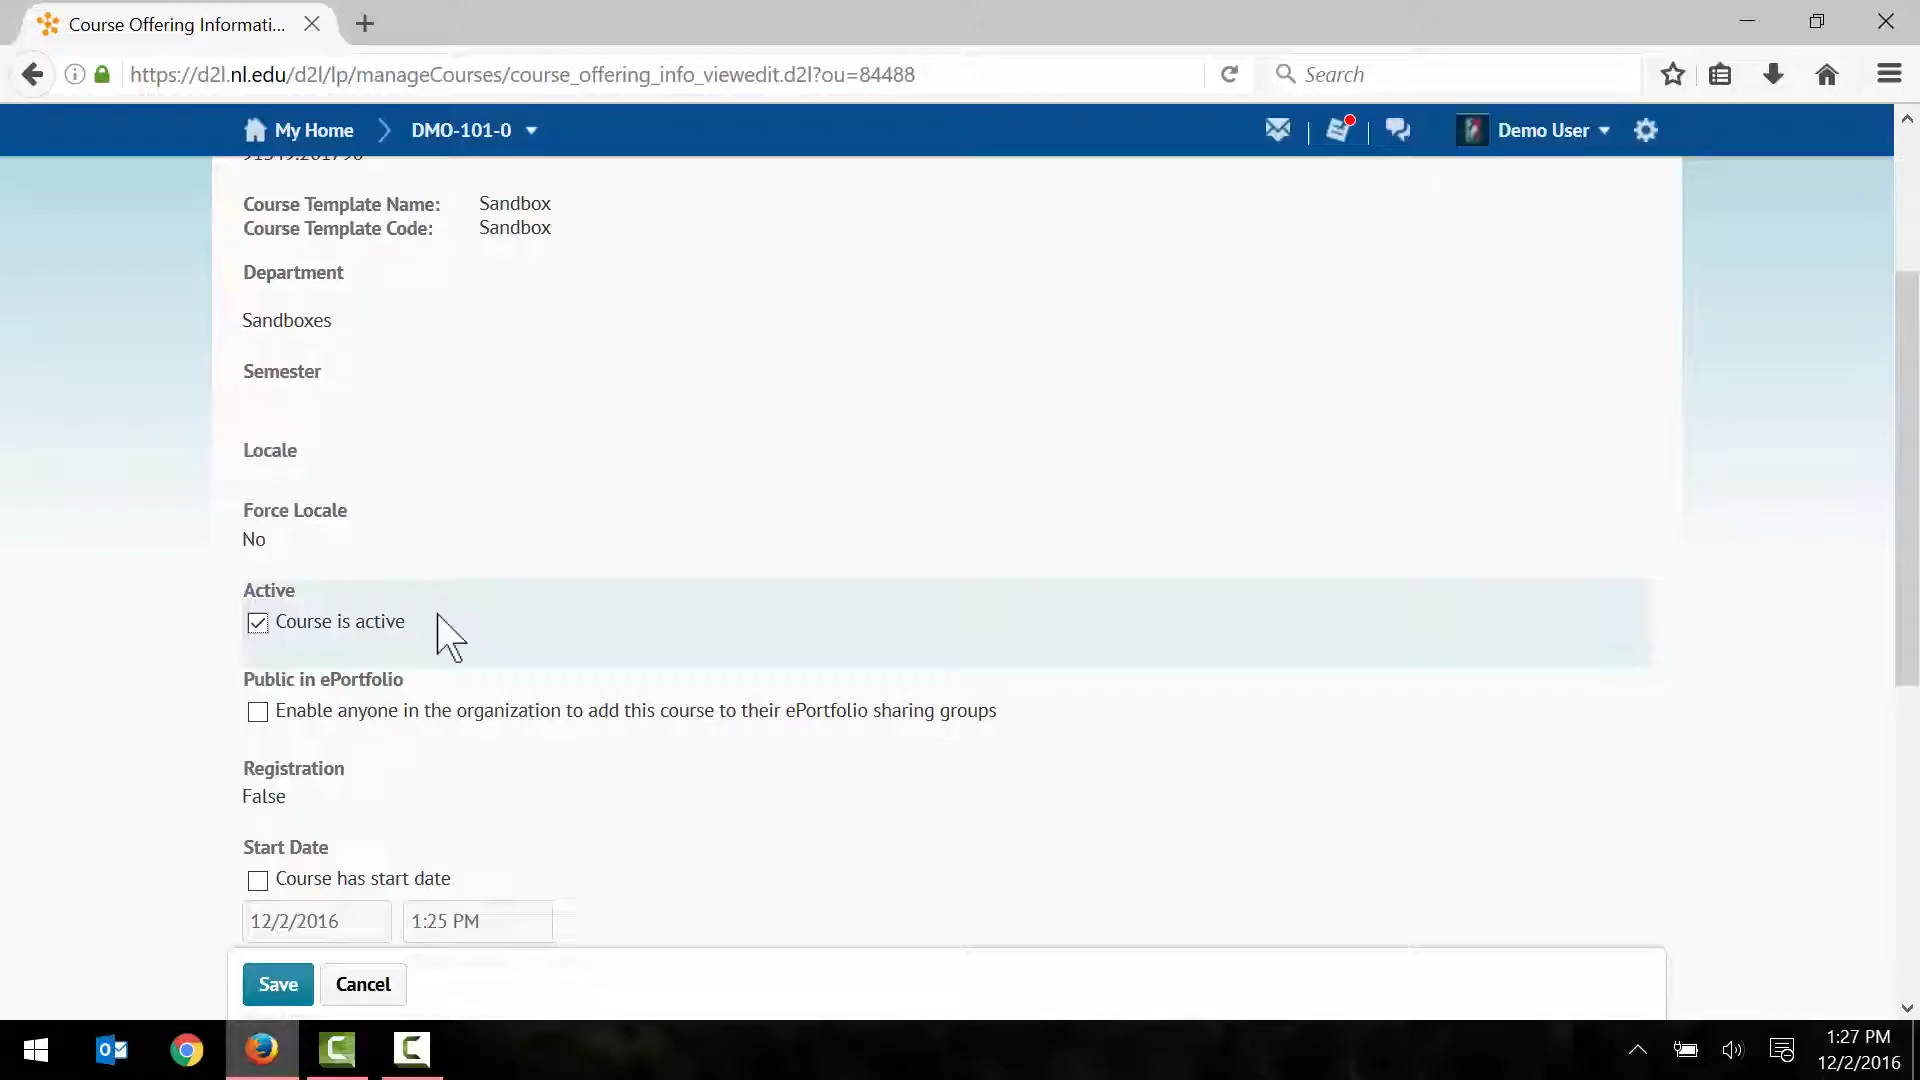 Course Offering Informati...
https://d2l.nl.edu/d2l/lp/manageCourses/course_offering_info_viewedit.d2l?ou=84488
Search
My Home
DMO-101-0
Demo User
Course Template Name: Sandbox
Course Template Code: Sandbox
Department
Sandboxes
Semester
Locale
Force Locale
No
Active
Course is active
Public in ePortfolio
Enable anyone in the organization to add this course to their ePortfolio sharing groups
Registration
False
Start Date
Course has start date
12/2/2016 1:25 PM
Save Cancel
1:27 PM
12/2/2016